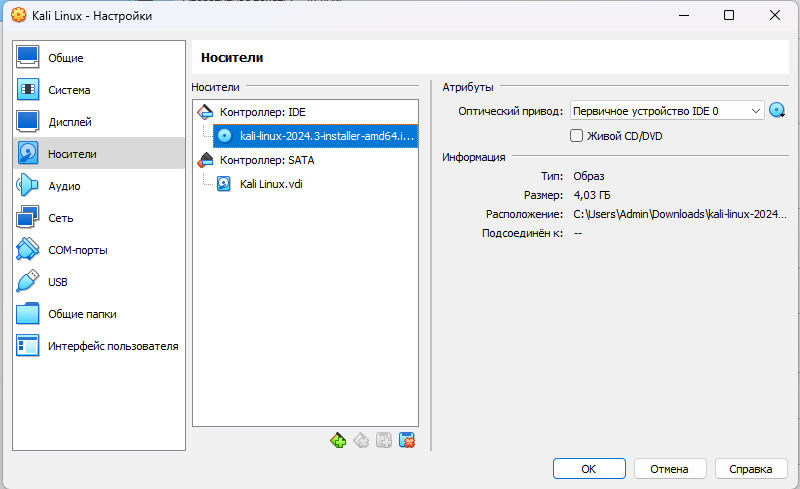 Kali Linux - Настройки
Общие
Система
Дисплей
Носители
Аудио
Сеть
COM-порты
USB
Общие папки
Интерфейс пользователя
Носители
Носители
Контроллер: IDE
kali-linux-2024.3-installer-amd64.i...
Контроллер: SATA
Kali Linux.vdi
Атрибуты
Оптический привод: Первичное устройство IDE 0
Живой CD/DVD
Информация
Тип: Образ
Размер: 4,03 ГБ
Расположение: C:\Users\Admin\Downloads\kali-linux-2024...
Подсоединён к: --
OK Отмена Справка